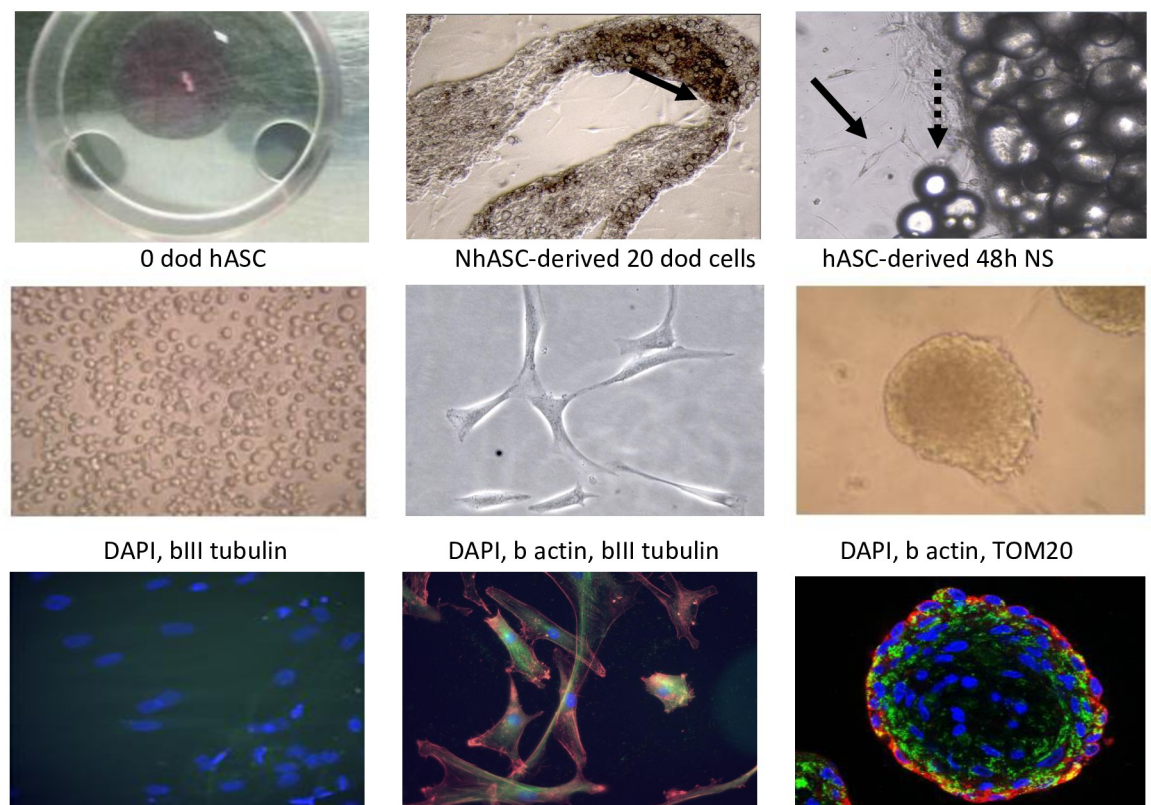 0 dod hASC
NhASC-derived 20 dod cells
hASC-derived 48h NS
DAPI, bIII tubulin
DAPI, b actin, bIII tubulin
DAPI, b actin, TOM20